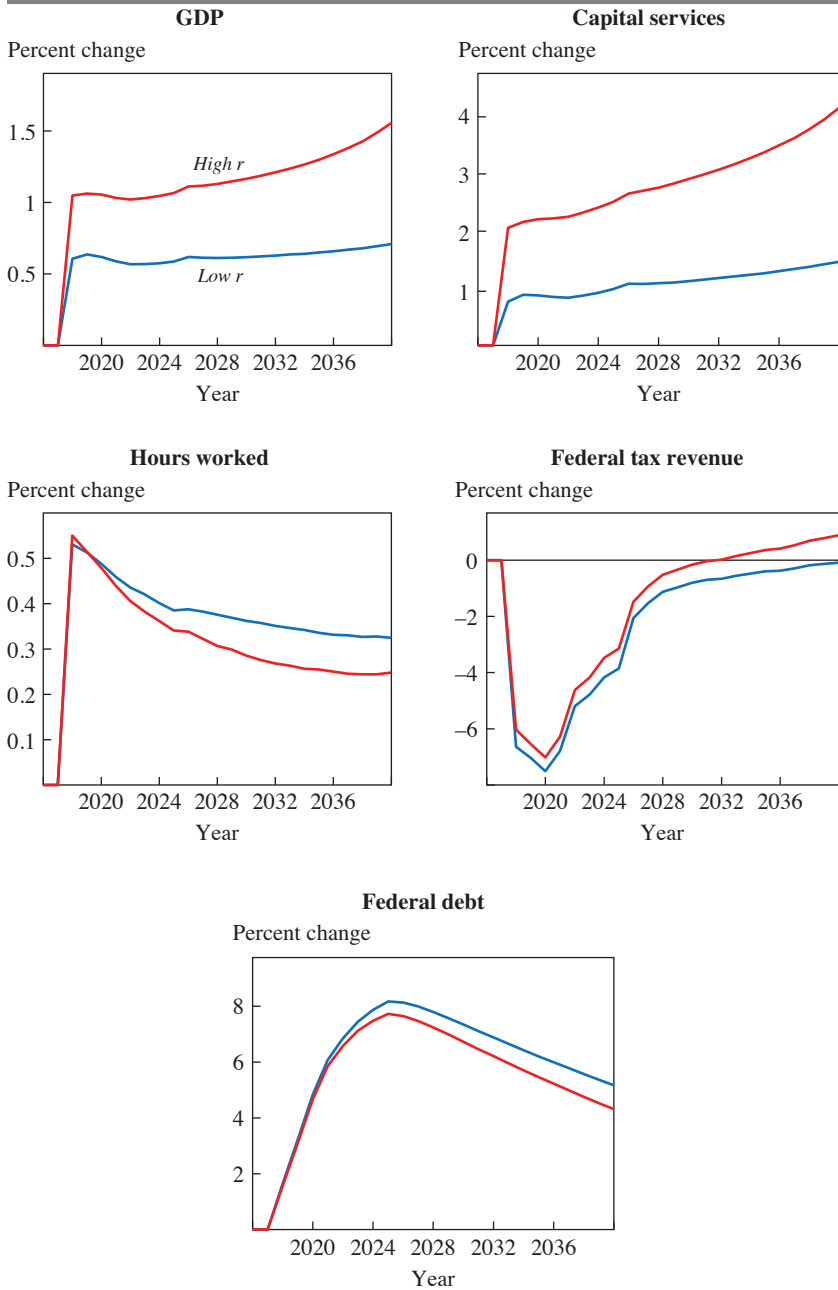 GDP
Percent change
1.5
1
0.5
High r
Low r
2020 2024 2028 2032 2036
Year
Capital services
Percent change
4
3
2
1
2020 2024 2028 2032 2036
Year
Hours worked
Percent change
0.5
0.4
0.3
0.2
0.1
2020 2024 2028 2032 2036
Year
Federal tax revenue
Percent change
0
–2
–4
–6
2020 2024 2028 2032 2036
Year
Federal debt
Percent change
8
6
4
2
2020 2024 2028 2032 2036
Year